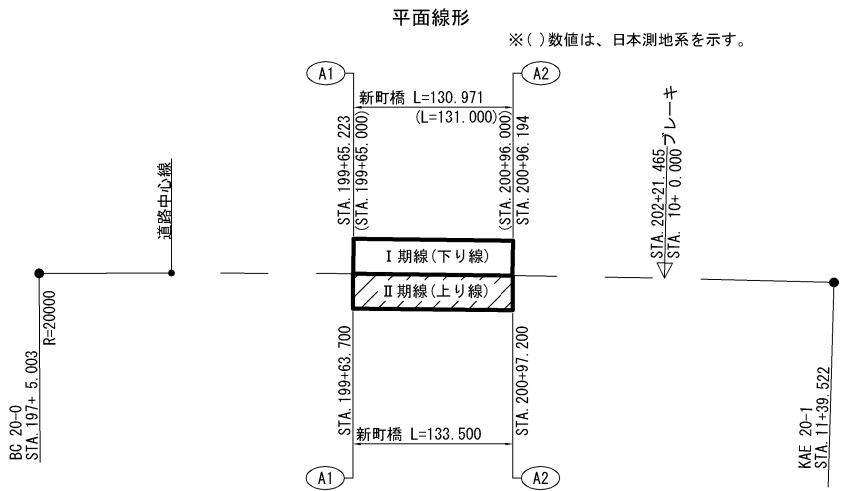 平面線形
※( )数値は、日本測地系を示す。
A1
A2
新町橋 L=130.971
(L=131.000)
STA.199+65.223
(STA.199+65.000)
(STA.200+96.000)
STA.200+96.194
STA.202+21.465
STA. 10+ 0.000
ブレーキ
道路中心線
Ⅰ期線(下り線)
Ⅱ期線(上り線)
R=20000
BC 20-0
STA.197+ 5.003
STA.199+63.700
STA.200+97.200
新町橋 L=133.500
KAE 20-1
STA.11+39.522
A1
A2